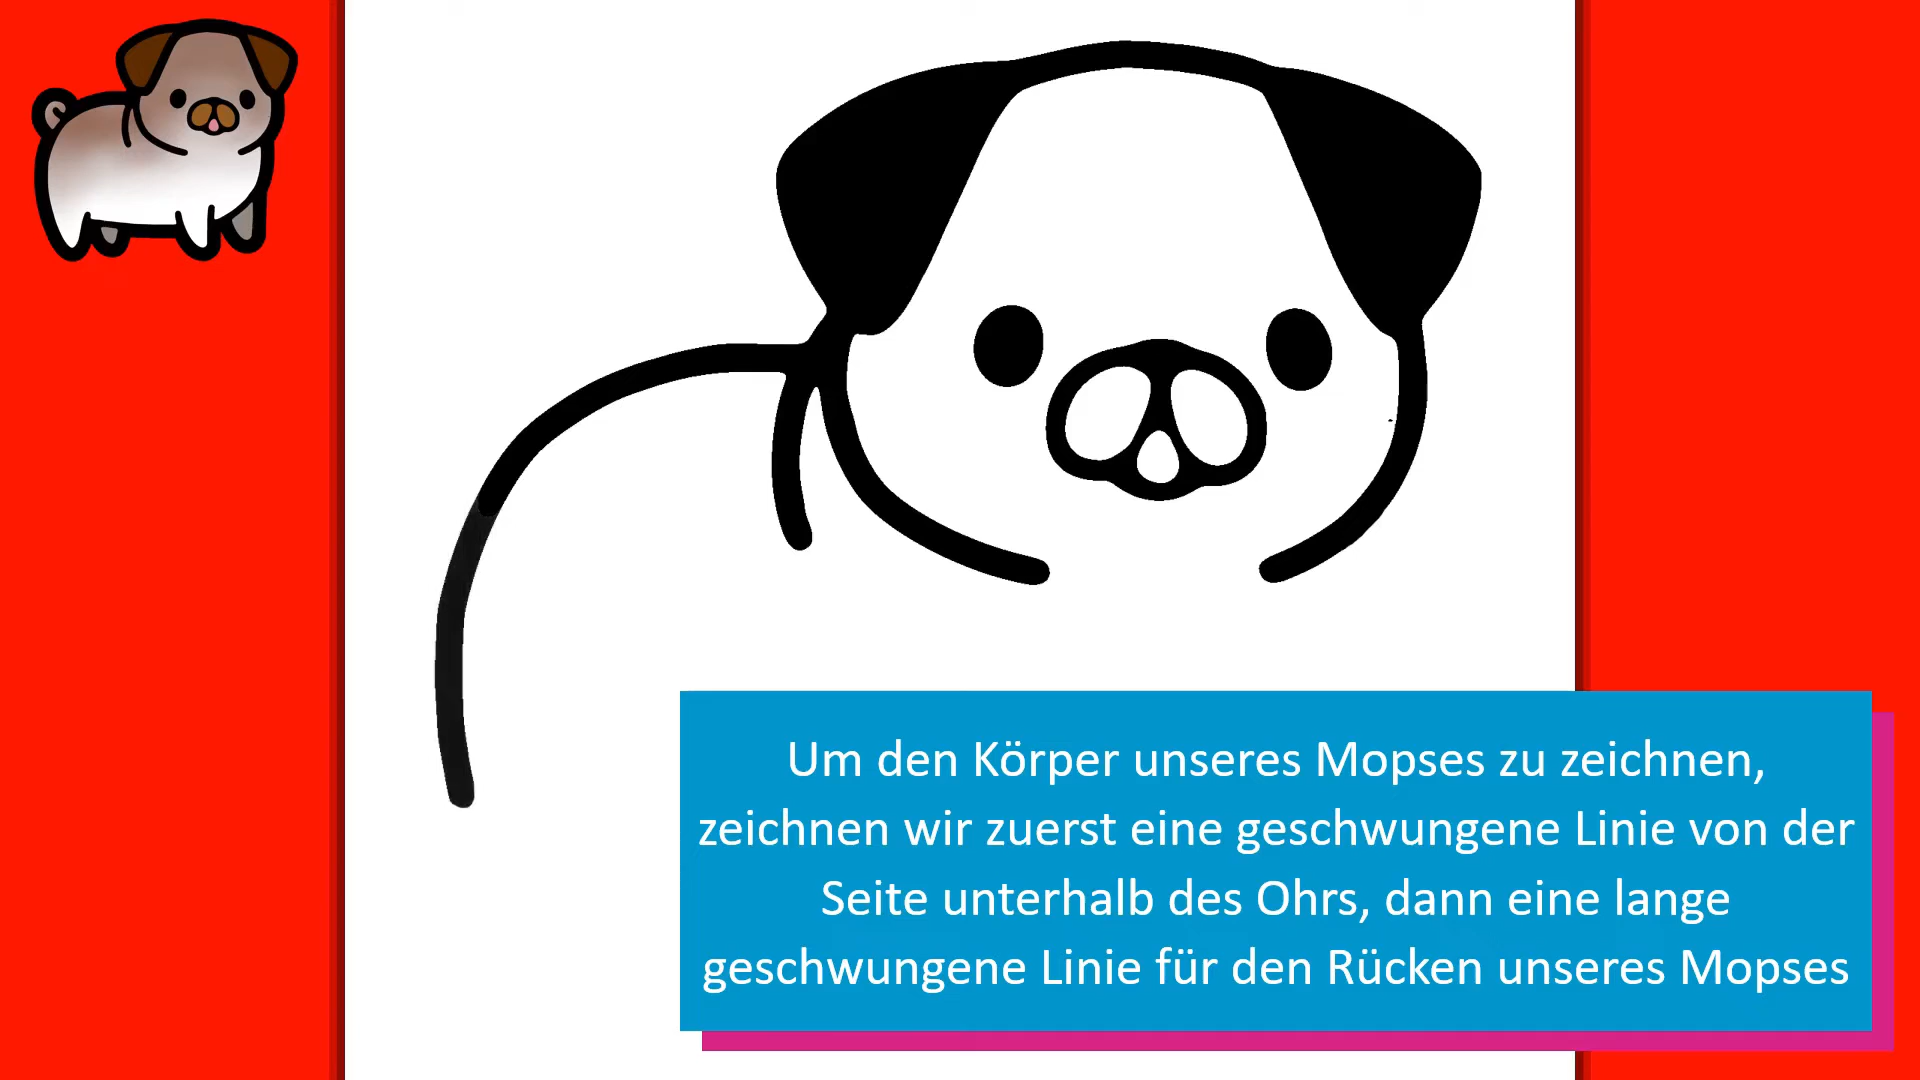 Um den Körper unseres Mopses zu zeichnen,
zeichnen wir zuerst eine geschwungene Linie von der
Seite unterhalb des Ohrs, dann eine lange
geschwungene Linie für den Rücken unseres Mopses